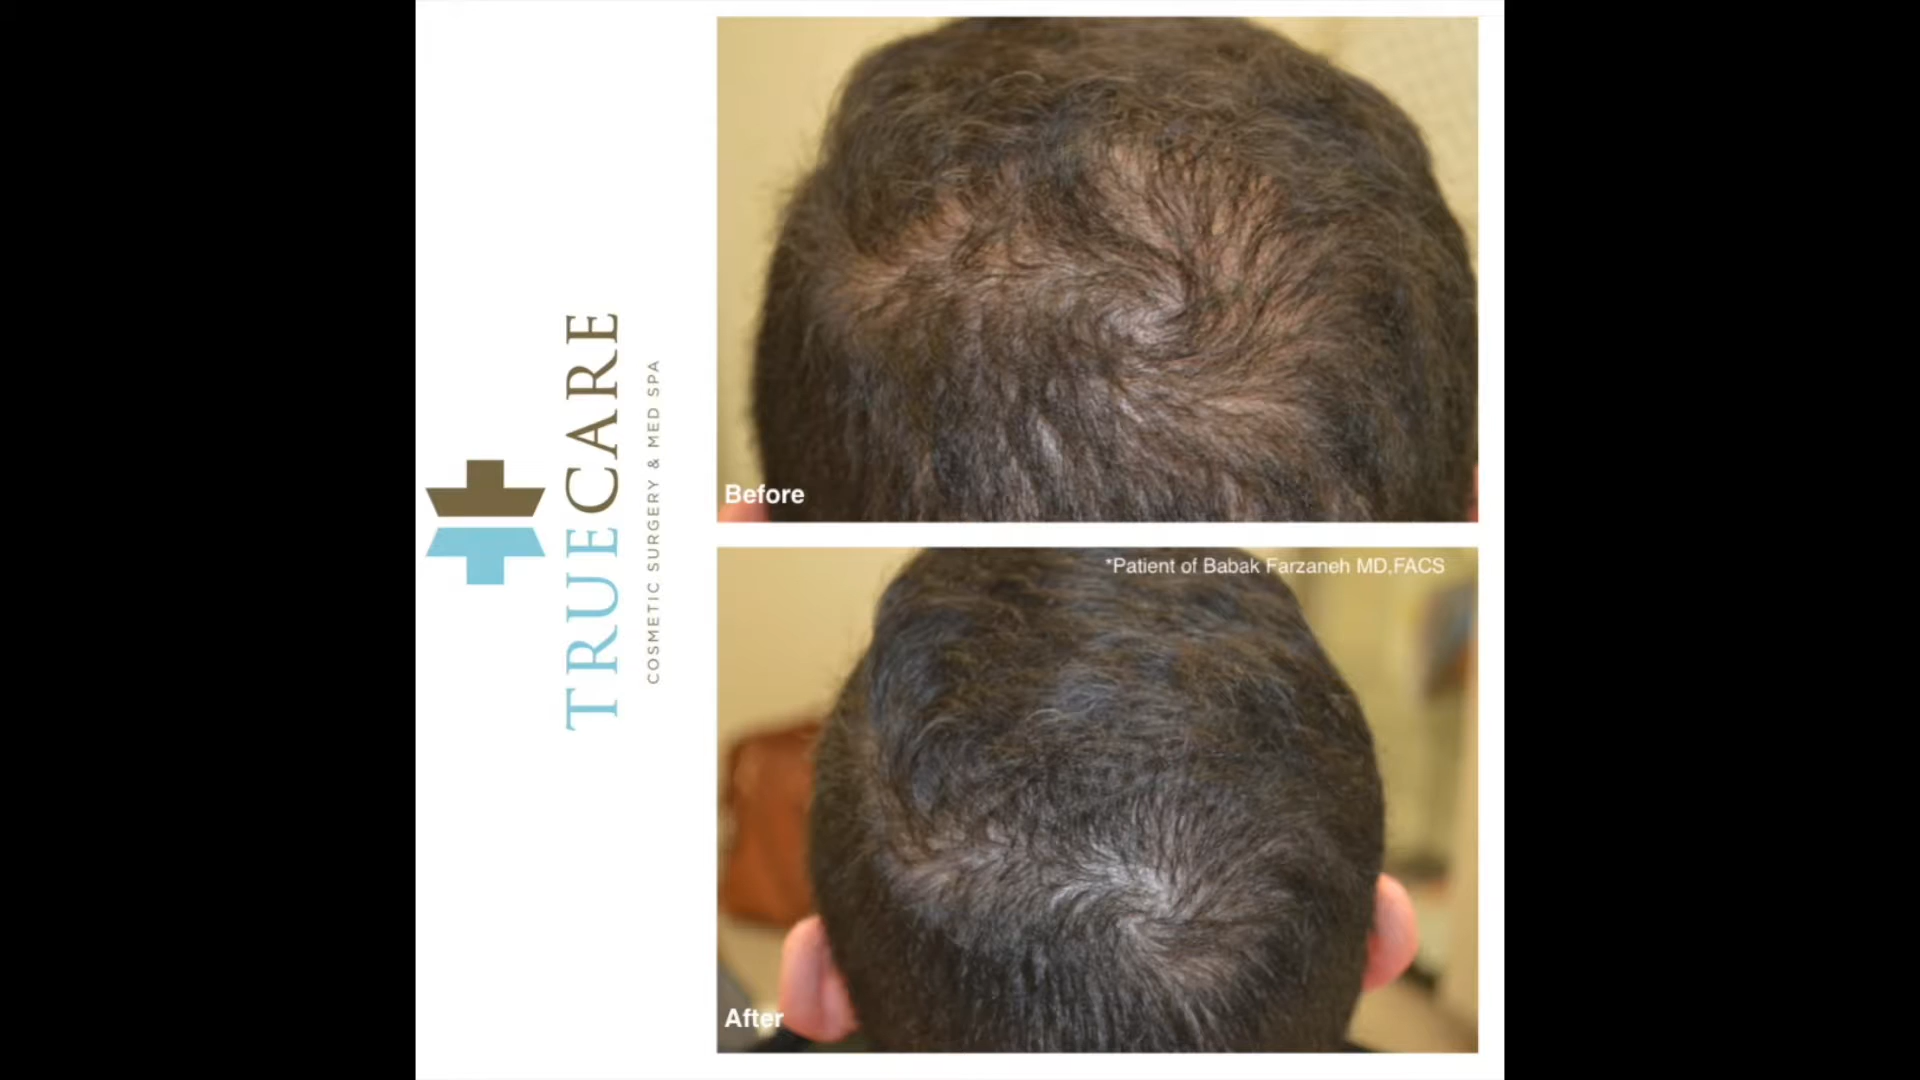 TRUECARE
COSMETIC SURGERY & MED SPA
Before
*Patient of Babak Farzaneh MD,FACS
After